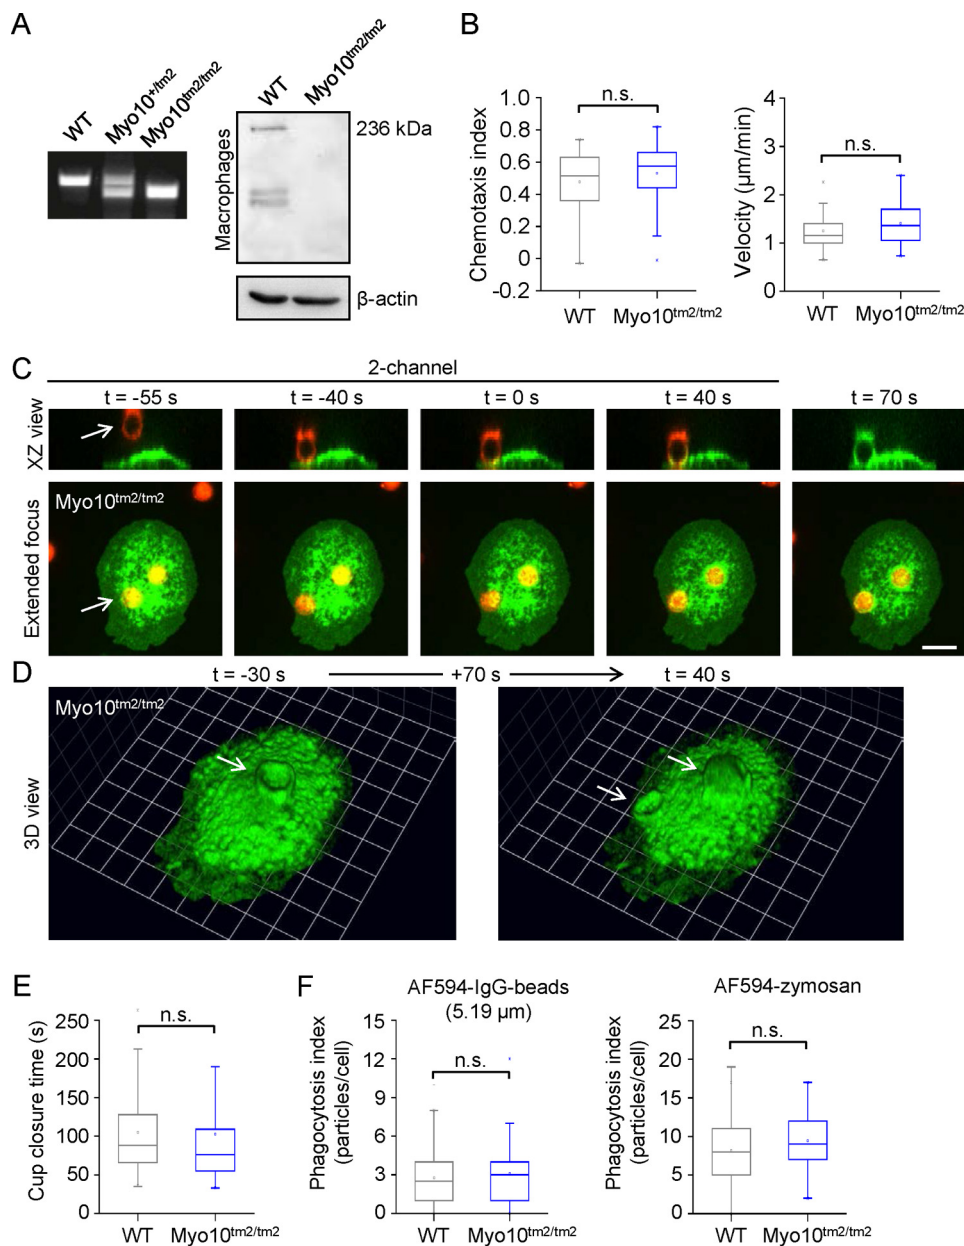 A
WT
Myo10+/tm2
Myo10tm2/tm2
Macrophages
WT
Myo10tm2/tm2
236 kDa
β-actin
B
Chemotaxis index
1.0
0.8
0.6
0.4
0.2
0
-0.2
n.s.
WT
Myo10tm2/tm2
Velocity (µm/min)
4
3
2
1
0
n.s.
WT
Myo10tm2/tm2
C
2-channel
t = -55 s
t = -40 s
t = 0 s
t = 40 s
t = 70 s
XZ view
Extended focus
Myo10tm2/tm2
D
t = -30 s
+70 s
t = 40 s
3D view
Myo10tm2/tm2
E
Cup closure time (s)
250
200
150
100
50
0
n.s.
WT
Myo10tm2/tm2
F
AF594-IgG-beads
(5.19 µm)
Phagocytosis index
(particles/cell)
15
12
9
6
3
0
n.s.
WT
Myo10tm2/tm2
AF594-zymosan
Phagocytosis index
(particles/cell)
25
20
15
10
5
0
n.s.
WT
Myo10tm2/tm2